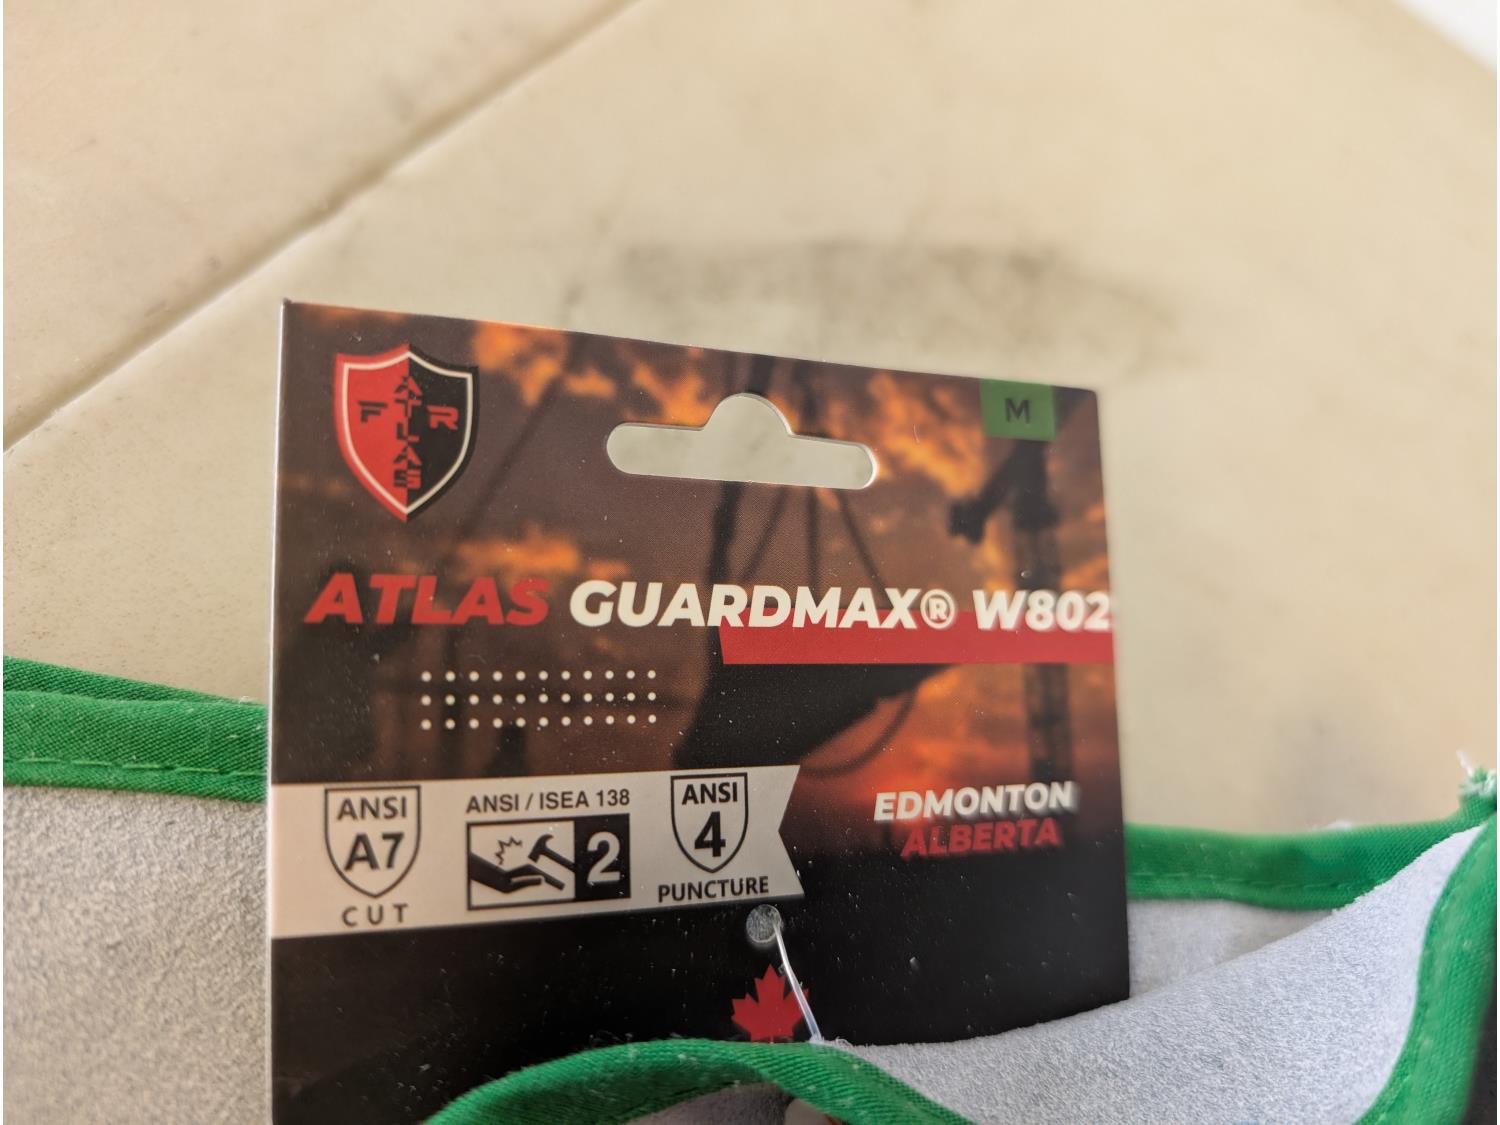 M
F ATLAS R
ATLAS GUARDMAX® W802
ANSI
A7
CUT
ANSI / ISEA 138
2
ANSI
4
PUNCTURE
EDMONTON
ALBERTA